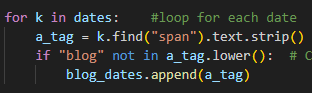 for k in dates:    #loop for each date
    a_tag = k.find("span").text.strip()
    if "blog" not in a_tag.lower():  # C
        blog_dates.append(a_tag)